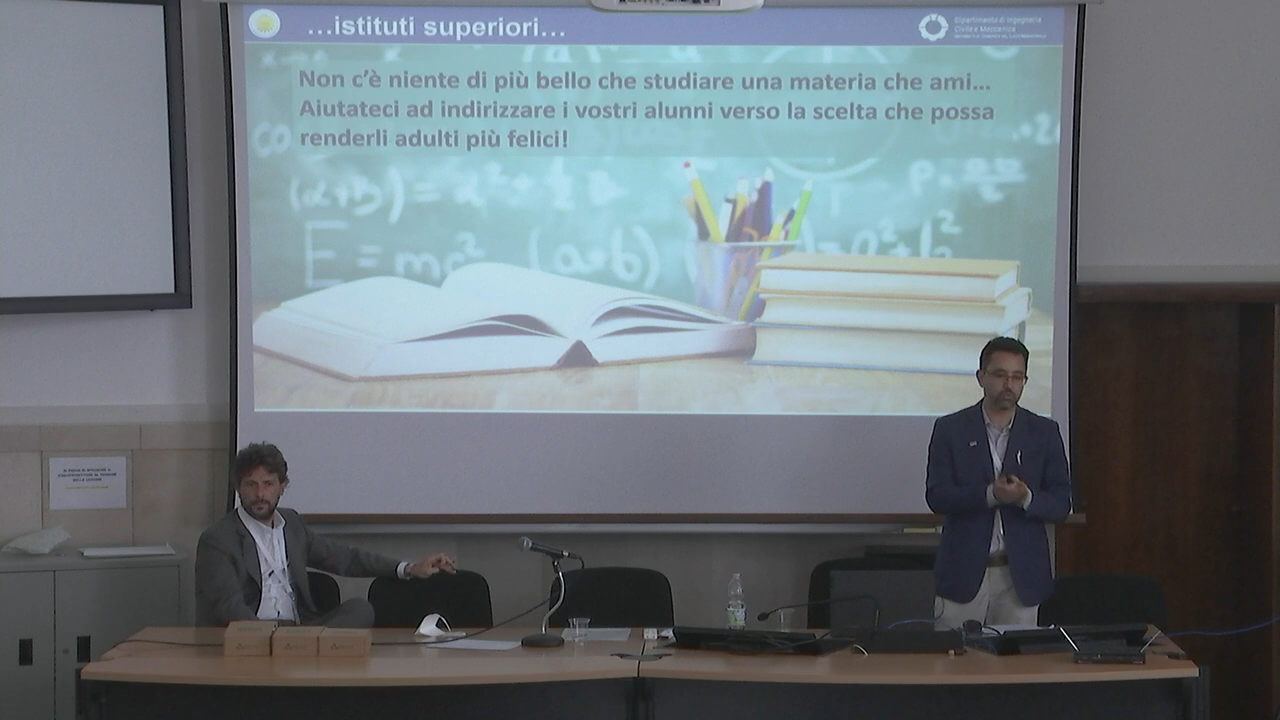 ...istituti superiori...
Dipartimento di Ingegneria
Civile e Meccanica
Non c'è niente di più bello che studiare una materia che ami...
Aiutateci ad indirizzare i vostri alunni verso la scelta che possa
renderli adulti più felici!
E = mc²
(a+b)